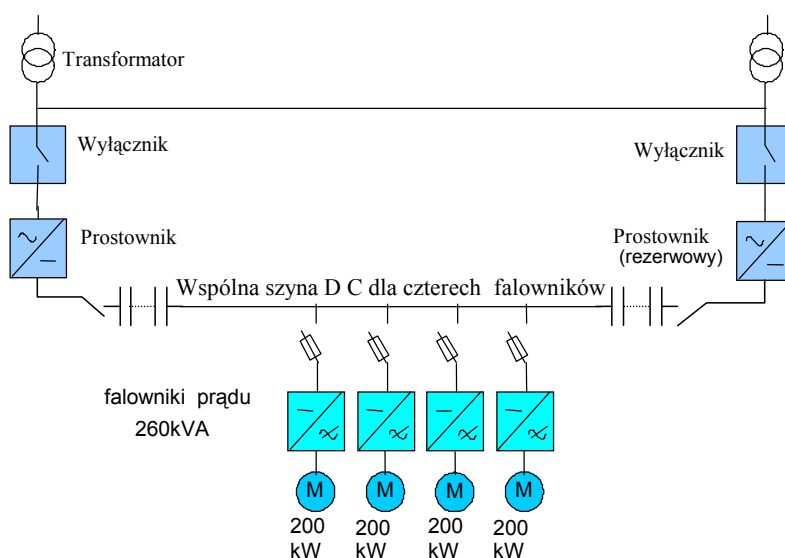 Transformator
Wyłącznik
Wyłącznik
Prostownik
Prostownik
(rezerwowy)
Wspólna szyna D C dla czterech falowników
falowniki prądu
260kVA
M
M
M
M
200
kW
200
kW
200
kW
200
kW